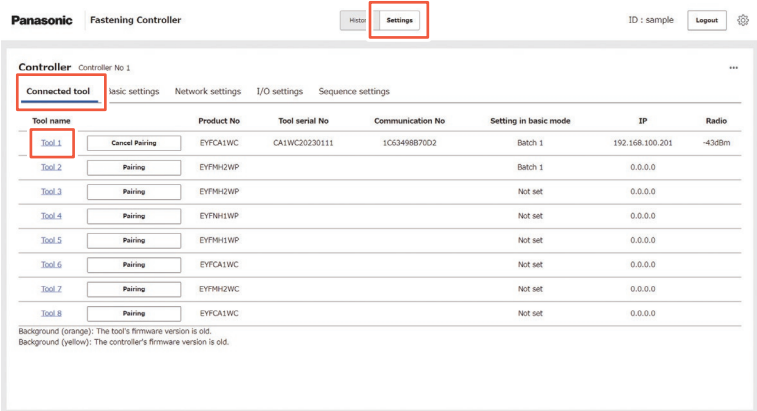 Panasonic Fastening Controller Settings ID : sample Logout
Controller Controller No 1
Connected tool settings Network settings I/O settings Sequence settings
Tool name Product No Tool serial No Communication No Setting in basic mode IP Radio
Tool 1 Cancel Pairing EYFCA1WC CA1WC20230111 1C63498B70D2 Batch 1 192.168.100.201 -43dBm
Tool 2 Pairing EYFMH2WP Batch 1 0.0.0.0
Tool 3 Pairing EYFMH2WP Not set 0.0.0.0
Tool 4 Pairing EYFNH1WP Not set 0.0.0.0
Tool 5 Pairing EYFMH1WP Not set 0.0.0.0
Tool 6 Pairing EYFCA1WC Not set 0.0.0.0
Tool 7 Pairing EYFMH2WC Not set 0.0.0.0
Tool 8 Pairing EYFCA1WC Not set 0.0.0.0
Background (orange): The tool's firmware version is old.
Background (yellow): The controller's firmware version is old.